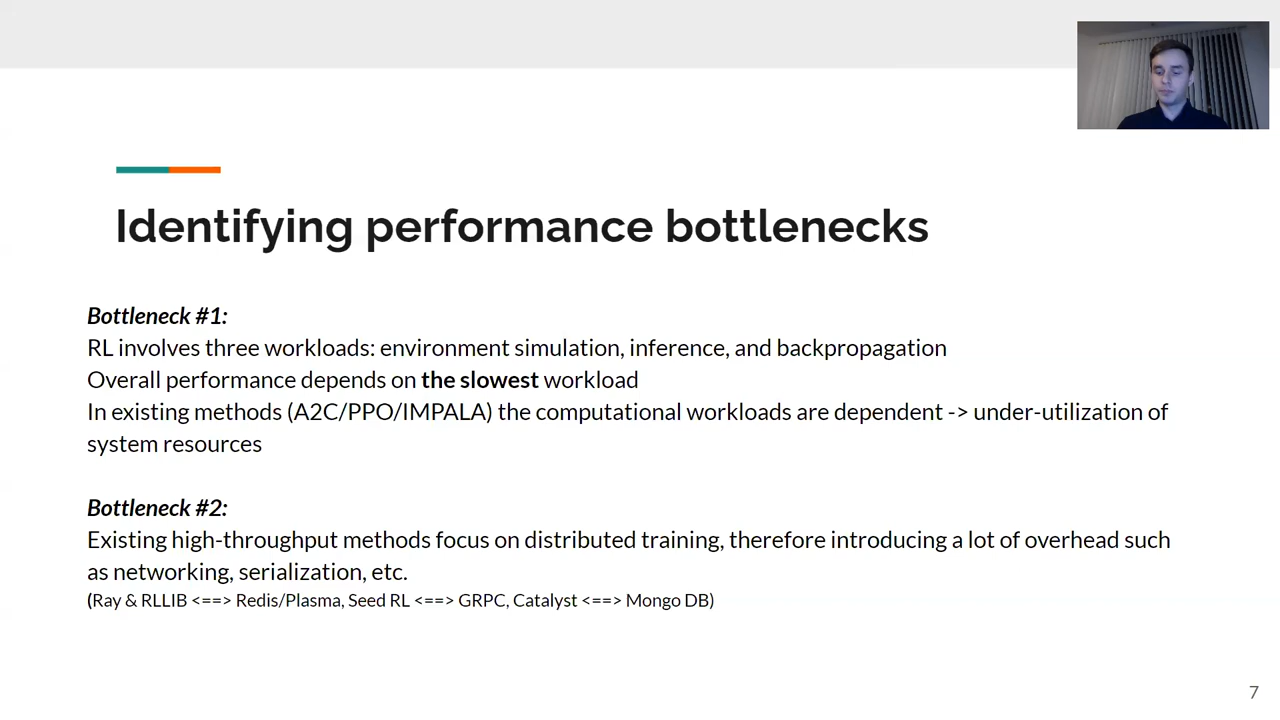 Identifying performance bottlenecks
Bottleneck #1:
RL involves three workloads: environment simulation, inference, and backpropagation
Overall performance depends on the slowest workload
In existing methods (A2C/PPO/IMPALA) the computational workloads are dependent -> under-utilization of
system resources
Bottleneck #2:
Existing high-throughput methods focus on distributed training, therefore introducing a lot of overhead such
as networking, serialization, etc.
(Ray & RLLIB <==> Redis/Plasma, Seed RL <==> GRPC, Catalyst <==> Mongo DB)
7